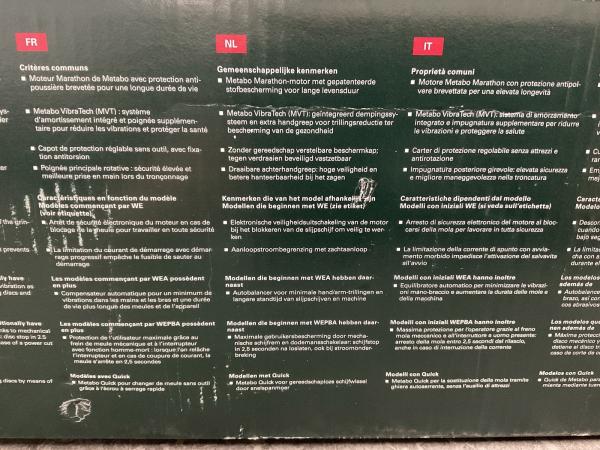 FR
Critères communs
■ Moteur Marathon de Metabo avec protection anti-
poussière brevetée pour une longue durée de vie
■ Metabo VibraTech (MVT) : système
d'amortissement intégré et poignée supplémen-
taire pour réduire les vibrations et protéger la santé
■ Capot de protection réglable sans outil, avec fixa-
tion antitorsion
■ Poignée principale rotative : sécurité élevée et
meilleure prise en main lors du tronçonnage
Caractéristiques en fonction du modèle
Modèles commençant par WE
(voir étiquette)
■ Arrêt de sécurité électronique du moteur en cas de
blocage de la meule pour travailler en toute sécurité
■ La limitation du courant de démarrage avec démar-
rage progressif empêche le fusible de sauter au
démarrage
Les modèles commençant par WEA possèdent
en plus
■ Compensateur automatique pour un minimum de
vibrations dans les mains et les bras et une durée
de vie plus longues des meules et de l'appareil
Les modèles commençant par WEPBA possèdent
en plus
■ Protection de l'utilisateur maximale grâce au
frein de meule mécanique et à l'interrupteur
avec fonction homme mort : lorsque l'on relâche
l'interrupteur et en cas de coupure de courant, la
meule s'arrête en 2,5 secondes
Modèles avec Quick
■ Metabo Quick pour changer de meule sans outil
grâce à l'écrou à serrage rapide
NL
Gemeenschappelijke kenmerken
■ Metabo Marathon-motor met gepatenteerde
stofbescherming voor lange levensduur
■ Metabo VibraTech (MVT): geïntegreerd dempingssy-
steem en extra handgreep voor trillingsreductie ter
bescherming van de gezondheid
■ Zonder gereedschap verstelbare beschermkap;
tegen verdraaien beveiligd vastzetbaar
■ Draaibare achterhandgreep: hoge veiligheid en
betere hanteerbaarheid bij het zagen
Kenmerken die van het model afhankelijk zijn
Modellen die beginnen met WE (zie etiket)
■ Elektronische veiligheidsuitschakeling van de motor
bij het blokkeren van de slijpschijf om veilig te wer-
ken
■ Aanloopstroombegrenzing met zachtaanloop
Modellen die beginnen met WEA hebben daar-
naast
■ Autobalancer voor minimale hand/arm-trillingen en
langere standtijd van slijpschijven en machine
Modellen die beginnen met WEPBA hebben daar-
naast
■ Maximale gebruikersbescherming door mecha-
nische schijfrem en dodemanschakelaar: schijfstop
in 2,5 seconden na loslaten, ook bij stroomonder-
breking
Modellen met Quick
■ Metabo Quick voor gereedschaploze schijfwissel
door snelspanmoer
IT
Proprietà comuni
■ Motore Metabo Marathon con protezione antipol-
vere brevettata per una elevata longevità
■ Metabo VibraTech (MVT): sistema di smorzamento
integrato e impugnatura supplementare per ridurre
le vibrazioni e proteggere la salute
■ Carter di protezione regolabile senza attrezzi e
antirotazione
■ Impugnatura posteriore girevole: elevata sicurezza
e migliore maneggevolezza nella troncatura
Caratteristiche dipendenti dal modello
Modelli con iniziali WE (si veda sull'etichetta)
■ Arresto di sicurezza elettronico del motore al bloc-
carsi della mola per lavorare in tutta sicurezza
■ La limitazione della corrente di spunto con avvia-
mento morbido impedisce l'attivazione del salvavita
all'avvio
Modelli con iniziali WEA hanno inoltre
■ Equilibratore automatico per minimizzare le vibrazi-
oni mano-braccio e aumentare la durata delle mole e
della macchina
Modelli con iniziali WEPBA hanno inoltre
■ Massima protezione per l'operatore grazie al freno
mola meccanico e all'interruttore a uomo presente:
arresto della mola entro 2,5 secondi dal rilascio,
anche in caso di interruzione della corrente
Modelli con Quick
■ Metabo Quick per la sostituzione della mola tramite
ghiera autoserrante, senza l'ausilio di attrezzi